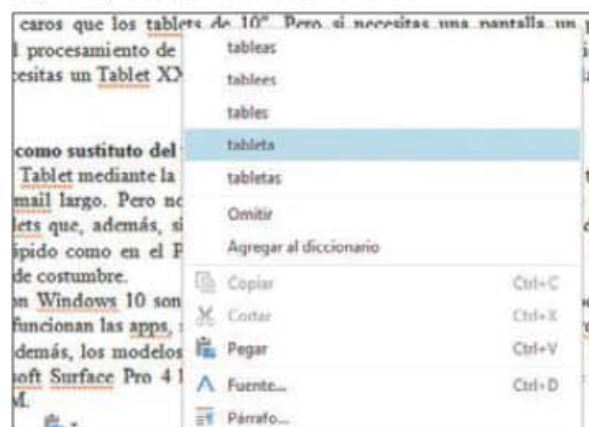 caros que los tablets de 10". Pero si necesitas una pantalla un
l procesamiento de
esitas un Tablet XX
como sustituto del
Tablet mediante la
mail largo. Pero no
lets que, además, si
ápido como en el P
de costumbre.
on Windows 10 son
funcionan las apps,
demás, los modelos
soft Surface Pro 4
M.
tableas
tablees
tables
tableta
tabletas
Omitir
Agregar al diccionario
Copiar Ctrl+C
Cortar Ctrl+X
Pegar Ctrl+V
Fuente... Ctrl+D
Párrafo...